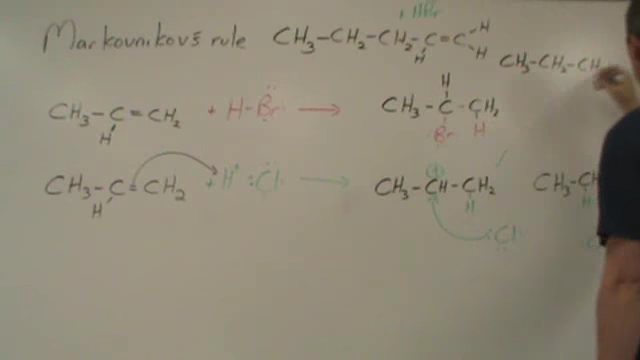 Markovnikov's rule
+ HBr
CH3-CH2-CH2-C=C
H H H
CH3-CH2-CH
CH3-C=CH2 + H-Br → CH3-C-CH2
H H Br H
CH3-C=CH2 + H+ :Cl: → CH3-CH-CH2 CH3-CH
H + H Cl